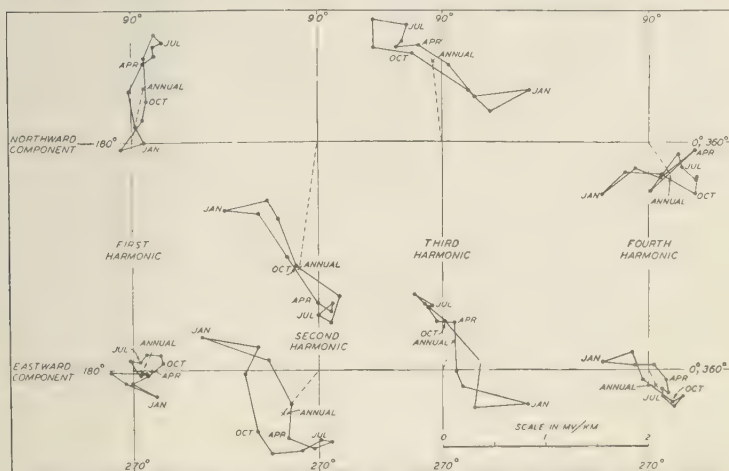 90° 90° 90° 90°
JUL
APR
ANNUAL
OCT
JAN
APR
ANNUAL
OCT
JAN
NORTHWARD COMPONENT 180° 0°, 360°
APR
JUL
OCT
ANNUAL
JAN
JAN
FIRST HARMONIC
THIRD HARMONIC
FOURTH HARMONIC
ANNUAL
OCT
APR
JUL
SECOND HARMONIC
JUL
OCT
APR
ANNUAL
JAN
ANNUAL
JUL
OCT
APR
JAN
EASTWARD COMPONENT 180° 0°, 360°
JAN
APR
ANNUAL
JUL
OCT
ANNUAL
OCT
APR
JUL
JAN
SCALE IN MV/KM
0 1 2
270° 270° 270° 270°